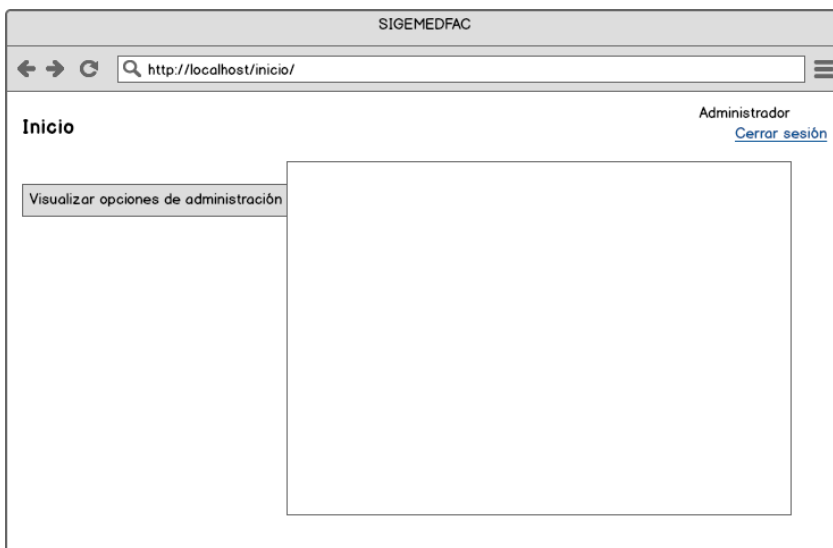 SIGEMEDFAC
http://localhost/inicio/
Inicio
Administrador
Cerrar sesión
Visualizar opciones de administración